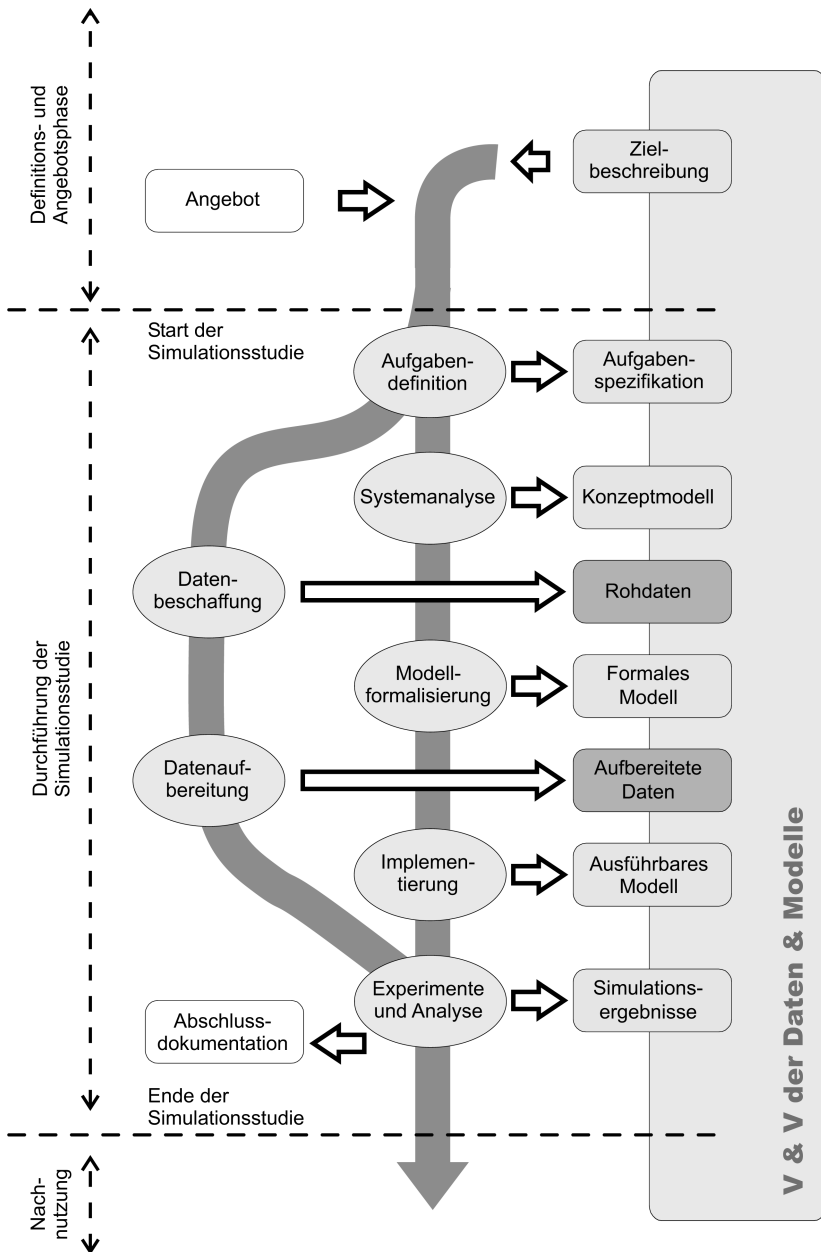 Definitions- und
Angebotsphase
Ziel-
beschreibung
Angebot
Start der
Simulationsstudie
Aufgaben-
definition
Aufgaben-
spezifikation
Systemanalyse
Konzeptmodell
Daten-
beschaffung
Rohdaten
Durchführung der
Simulationsstudie
Modell-
formalisierung
Formales
Modell
Datenauf-
bereitung
Aufbereitete
Daten
Implemen-
tierung
Ausführbares
Modell
Experimente
und Analyse
Simulations-
ergebnisse
Abschluss-
dokumentation
Ende der
Simulationsstudie
Nach-
nutzung
V & V der Daten & Modelle